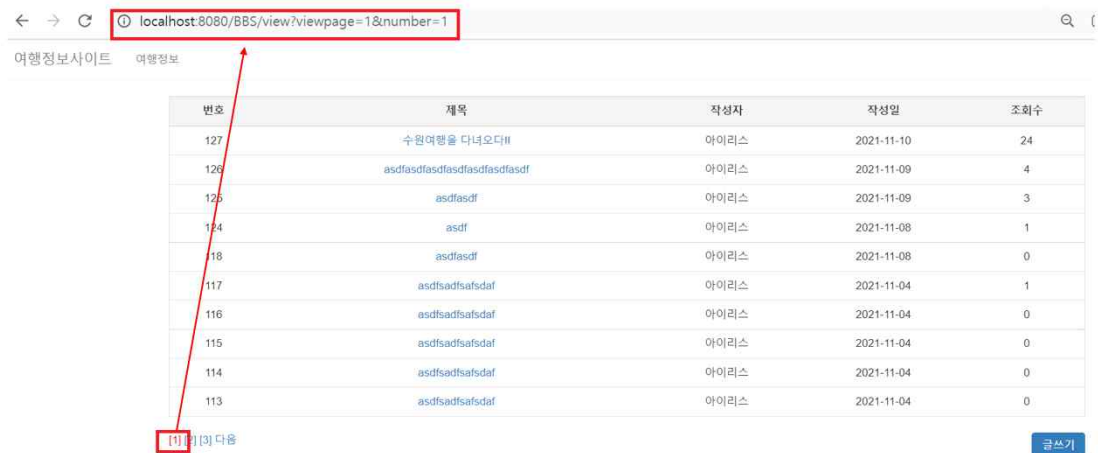 localhost:8080/BBS/view?viewpage=1&number=1
여행정보사이트 여행정보
번호 제목 작성자 작성일 조회수
127 수원여행을 다녀오다!!! 아이리스 2021-11-10 24
126 asdfasdfasdfasdfasdfasdfasdf 아이리스 2021-11-09 4
125 asdfasdf 아이리스 2021-11-09 3
124 asdf 아이리스 2021-11-08 1
118 asdfasdf 아이리스 2021-11-08 0
117 asdfsadfsafsdaf 아이리스 2021-11-04 1
116 asdfsadfsafsdaf 아이리스 2021-11-04 0
115 asdfsadfsafsdaf 아이리스 2021-11-04 0
114 asdfsadfsafsdaf 아이리스 2021-11-04 0
113 asdfsadfsafsdaf 아이리스 2021-11-04 0
[1] [2] [3] 다음 글쓰기